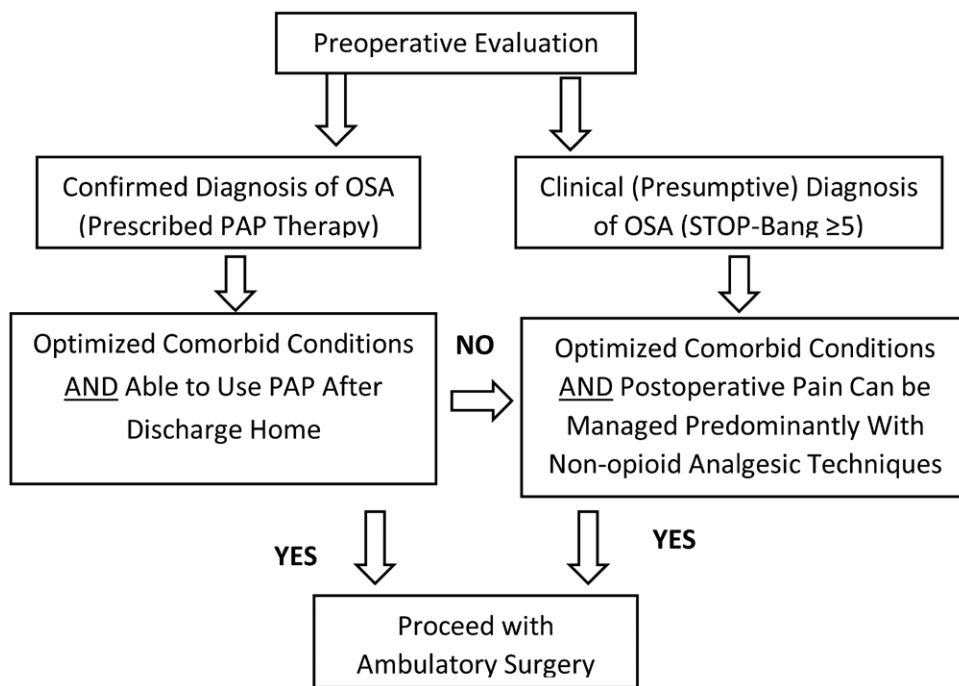 Preoperative Evaluation
Confirmed Diagnosis of OSA
(Prescribed PAP Therapy)
Clinical (Presumptive) Diagnosis
of OSA (STOP-Bang ≥5)
Optimized Comorbid Conditions
AND Able to Use PAP After
Discharge Home
NO
Optimized Comorbid Conditions
AND Postoperative Pain Can be
Managed Predominantly With
Non-opioid Analgesic Techniques
YES
YES
Proceed with
Ambulatory Surgery